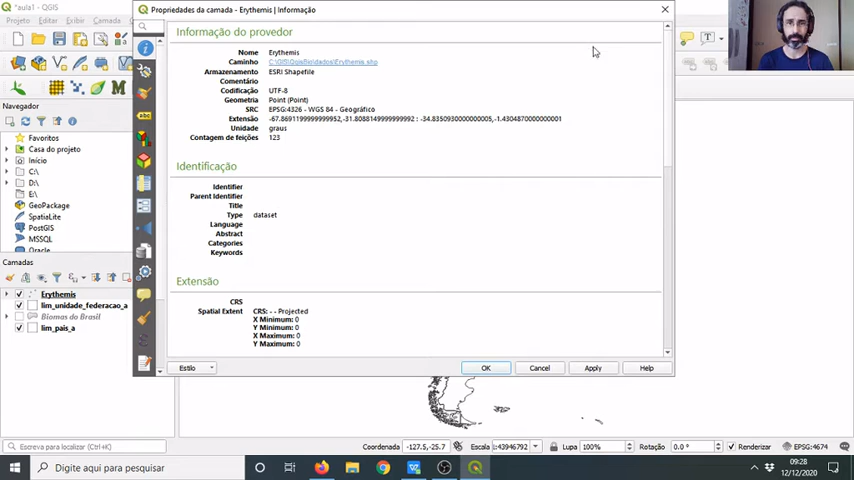 *aula1 — QGIS
Projeto Editar Exibir
Navegador
Favoritos
Casa do projeto
Início
C:\
D:\
E:\
GeoPackage
SpatiaLite
PostGIS
MSSQL
Oracle
Camadas
Erythemis
lim_unidade_federacao_a
Biomas do Brasil
lim_pais_a
Propriedades da camada - Erythemis | Informação
Informação do provedor
Nome Erythemis
Caminho C:\GIS\QgisBio\dados\Erythemis.shp
Armazenamento ESRI Shapefile
Comentário
Codificação UTF-8
Geometria Point (Point)
SRC EPSG:4326 - WGS 84 - Geográfico
Extensão -67.8691199999999952,-31.8088149999999992 : -34.8350930000000005,-1.4304870000000001
Unidade graus
Contagem de feições 123
Identificação
Identifier
Parent Identifier
Title
Type dataset
Language
Abstract
Categories
Keywords
Extensão
CRS
Spatial Extent CRS: - - Projected
X Minimum: 0
Y Minimum: 0
X Maximum: 0
Y Maximum: 0
Estilo OK Cancel Apply Help
Escreva para localizar (Ctrl+K)
Coordenada -127.5,-25.7 Escala 1:43946792 Lupa 100% Rotação 0.0 ° Renderizar EPSG:4674
Digite aqui para pesquisar
09:28
12/12/2020